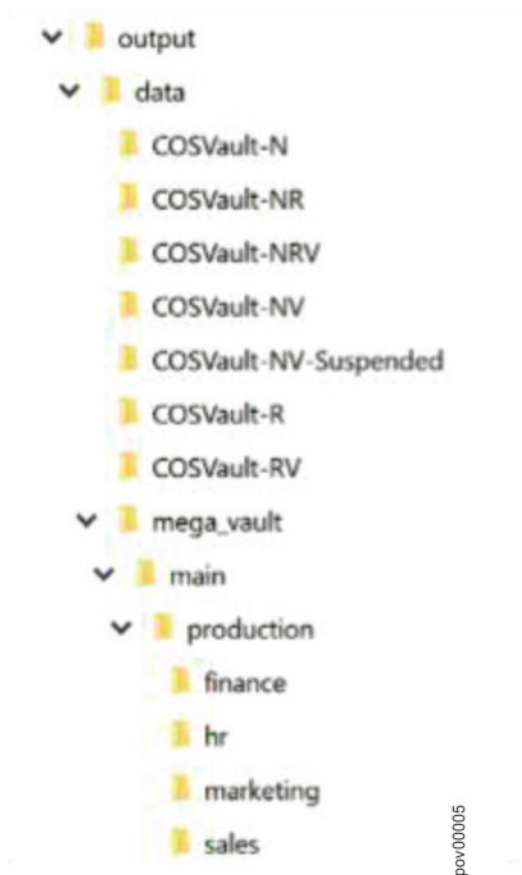 output
data
COSVault-N
COSVault-NR
COSVault-NRV
COSVault-NV
COSVault-NV-Suspended
COSVault-R
COSVault-RV
mega_vault
main
production
finance
hr
marketing
sales
pov00005